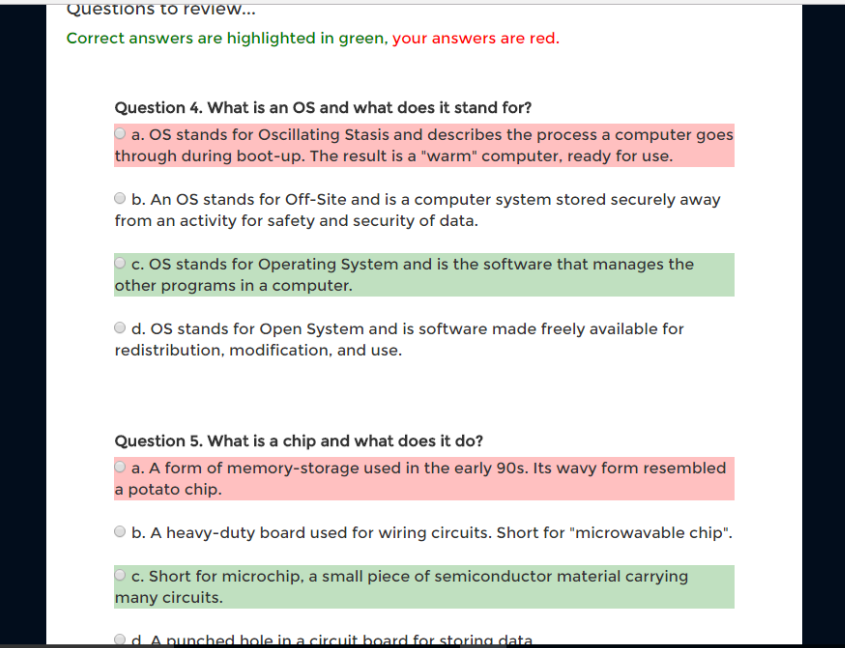 Questions to review...
Correct answers are highlighted in green, your answers are red.
Question 4. What is an OS and what does it stand for?
a. OS stands for Oscillating Stasis and describes the process a computer goes
through during boot-up. The result is a "warm" computer, ready for use.
b. An OS stands for Off-Site and is a computer system stored securely away
from an activity for safety and security of data.
c. OS stands for Operating System and is the software that manages the
other programs in a computer.
d. OS stands for Open System and is software made freely available for
redistribution, modification, and use.
Question 5. What is a chip and what does it do?
a. A form of memory-storage used in the early 90s. Its wavy form resembled
a potato chip.
b. A heavy-duty board used for wiring circuits. Short for "microwavable chip".
c. Short for microchip, a small piece of semiconductor material carrying
many circuits.
d. A punched hole in a circuit board for storing data.